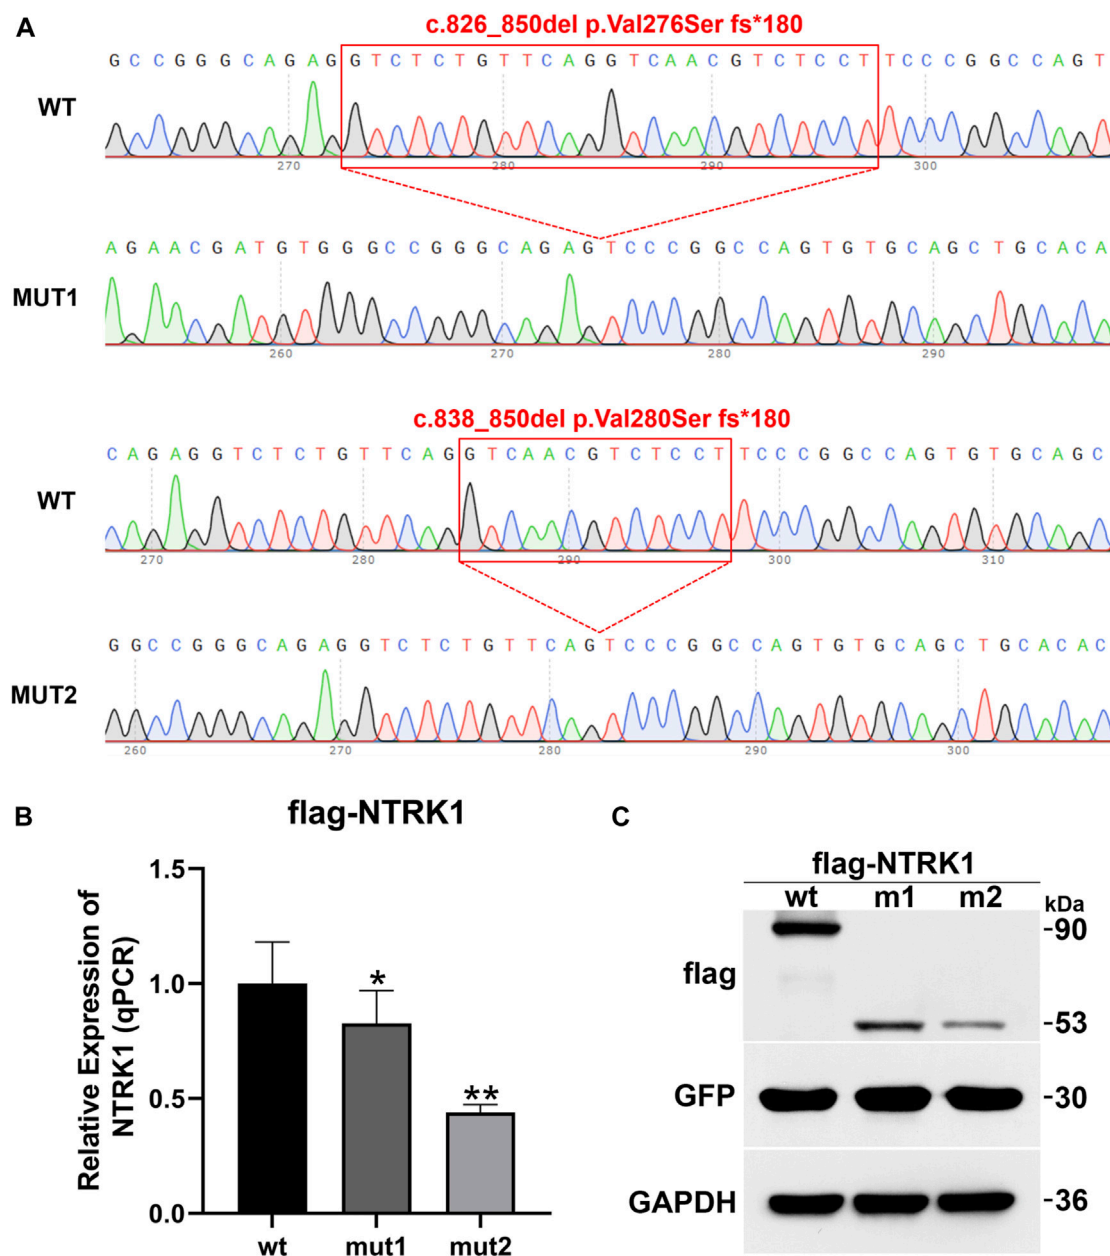 A
c.826_850del p.Val276Ser fs*180
G C C G G G C A G A G G T C T C T G T T C A G G T C A A C G T C T C C T T C C C G G C C A G T
WT
270 280 290 300
A G A A C G A T G T G G G C C G G G C A G A G T C C C G G C C A G T G T G C A G C T G C A C A
MUT1
260 270 280 290
c.838_850del p.Val280Ser fs*180
C A G A G G T C T C T G T T C A G G T C A A C G T C T C C T T C C C G G C C A G T G T G C A G C
WT
270 280 290 300 310
G G C C G G G C A G A G G T C T C T G T T C A G T C C C G G C C A G T G T G C A G C T G C A C A C
MUT2
260 270 280 290 300
B
flag-NTRK1
Relative Expression of
NTRK1 (qPCR)
1.5
1.0
0.5
0.0
*
**
wt mut1 mut2
C
flag-NTRK1
wt m1 m2 kDa
flag -90
-53
GFP -30
GAPDH -36